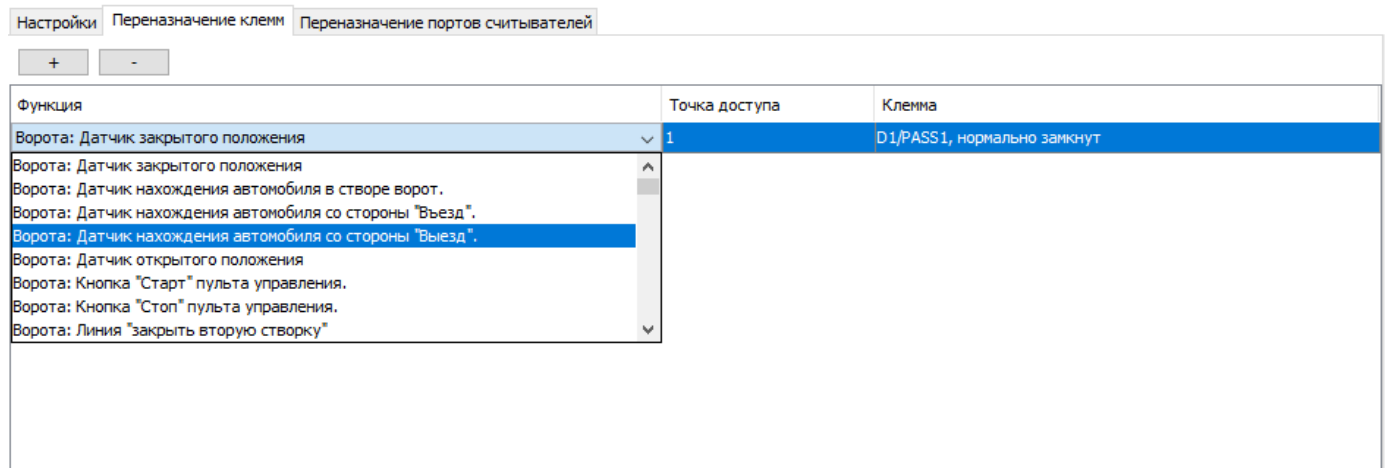 Настройки Переназначение клемм Переназначение портов считывателей
+ -
Функция Точка доступа Клемма
Ворота: Датчик закрытого положения 1 D1/PASS1, нормально замкнут
Ворота: Датчик закрытого положения
Ворота: Датчик нахождения автомобиля в створе ворот.
Ворота: Датчик нахождения автомобиля со стороны "Въезд".
Ворота: Датчик нахождения автомобиля со стороны "Выезд".
Ворота: Датчик открытого положения
Ворота: Кнопка "Старт" пульта управления.
Ворота: Кнопка "Стоп" пульта управления.
Ворота: Линия "закрыть вторую створку"